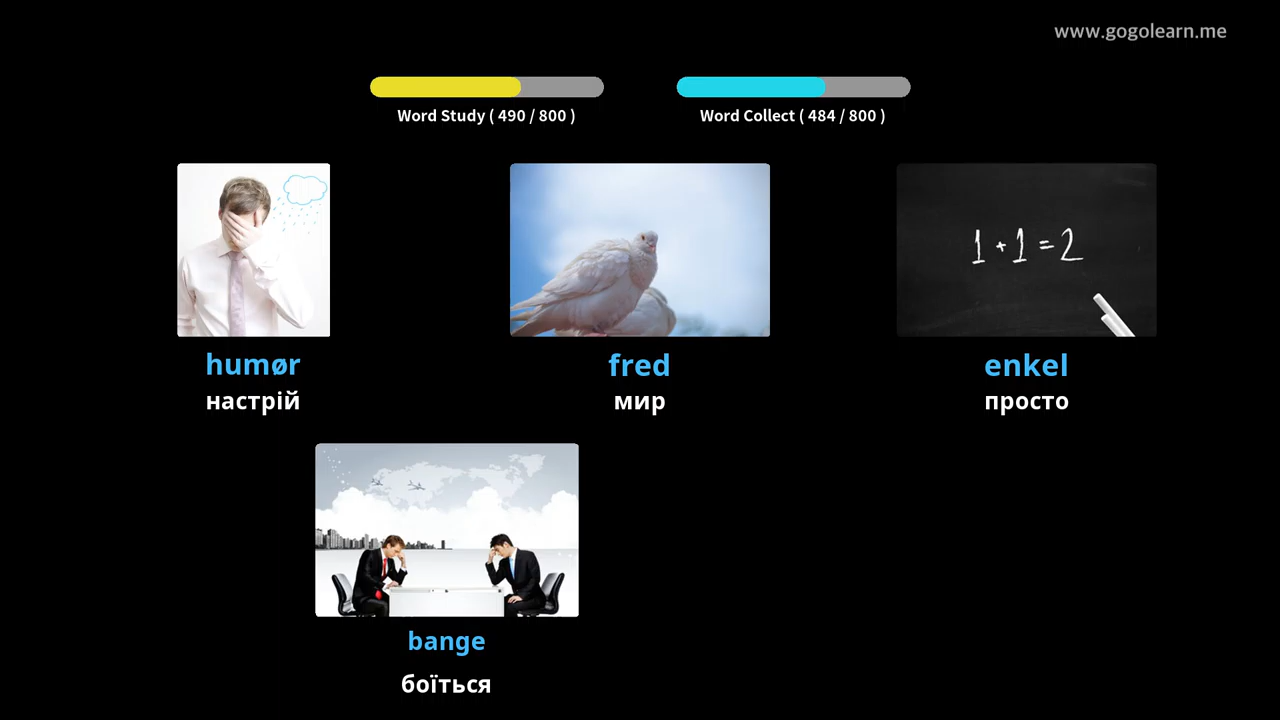 www.gogolearn.me
Word Study ( 490 / 800 )
Word Collect ( 484 / 800 )
1 + 1 = 2
humør
настрій
fred
мир
enkel
просто
bange
боїться